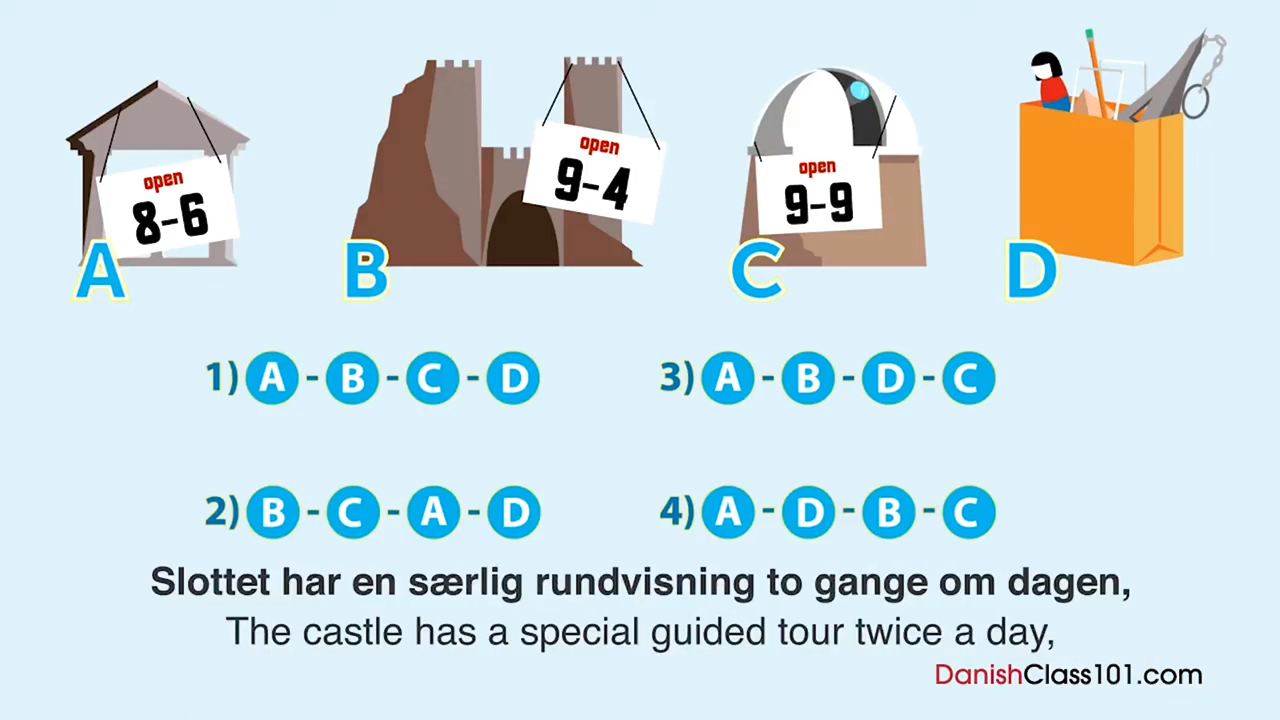 open
8-6
open
9-4
open
9-9
A
B
C
D
1) A - B - C - D
3) A - B - D - C
2) B - C - A - D
4) A - D - B - C
Slottet har en særlig rundvisning to gange om dagen,
The castle has a special guided tour twice a day,
DanishClass101.com